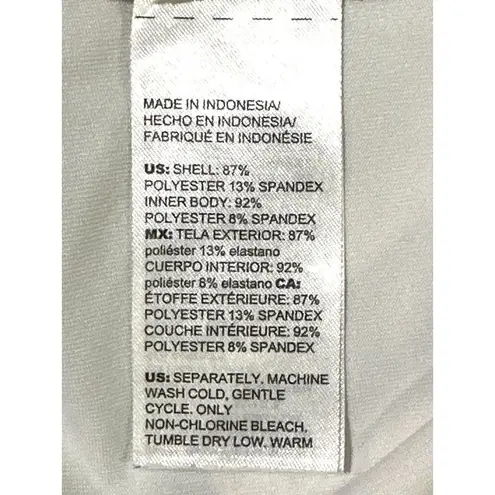 MADE IN INDONESIA/
HECHO EN INDONESIA/
FABRIQUÉ EN INDONÉSIE
US: SHELL: 87%
POLYESTER 13% SPANDEX
INNER BODY: 92%
POLYESTER 8% SPANDEX
MX: TELA EXTERIOR: 87%
poliéster 13% elastano
CUERPO INTERIOR: 92%
poliéster 8% elastano CA:
ÉTOFFE EXTÉRIEURE: 87%
POLYESTER 13% SPANDEX
COUCHE INTÉRIEURE: 92%
POLYESTER 8% SPANDEX
US: SEPARATELY. MACHINE
WASH COLD, GENTLE
CYCLE. ONLY
NON-CHLORINE BLEACH.
TUMBLE DRY LOW. WARM